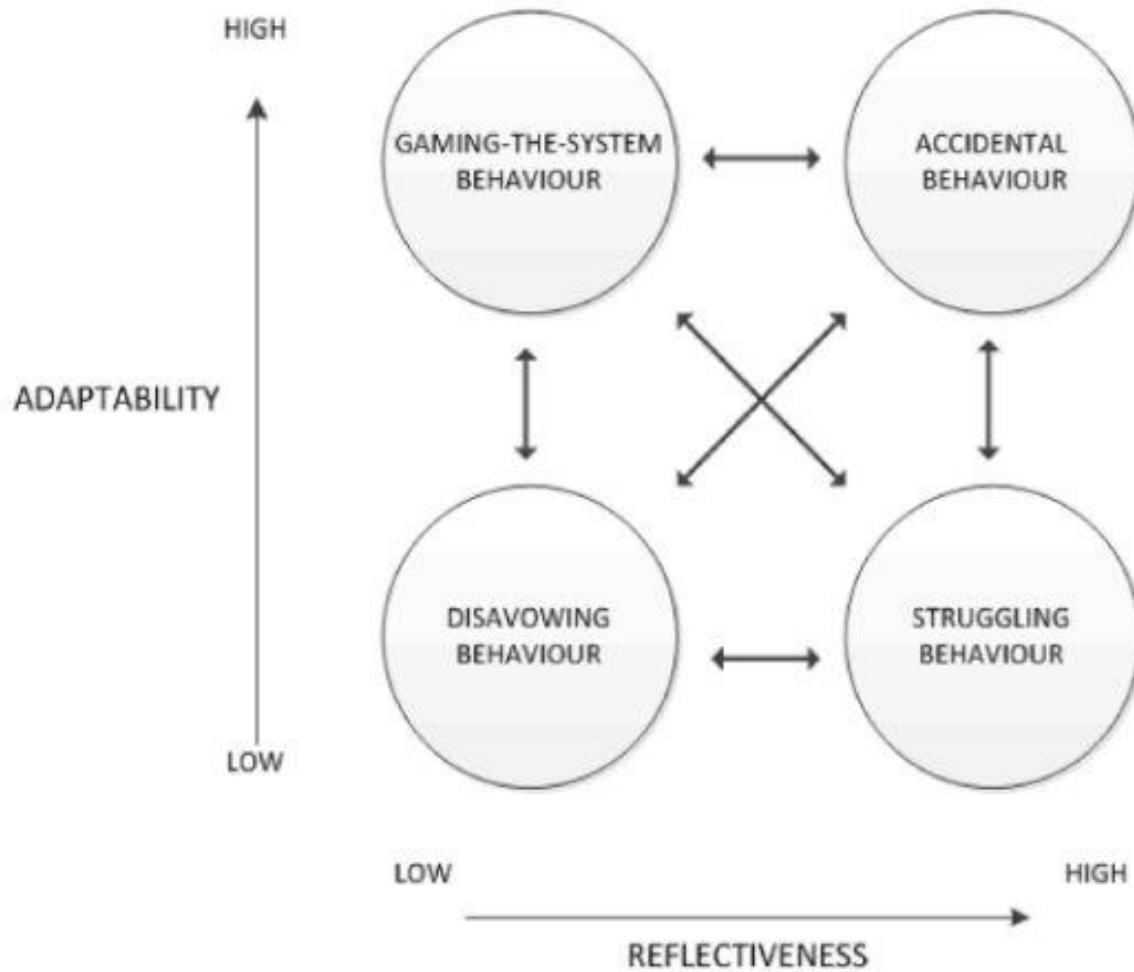 HIGH
GAMING-THE-SYSTEM
BEHAVIOUR
ACCIDENTAL
BEHAVIOUR
ADAPTABILITY
DISAVOWING
BEHAVIOUR
STRUGGLING
BEHAVIOUR
LOW
LOW
HIGH
REFLECTIVENESS